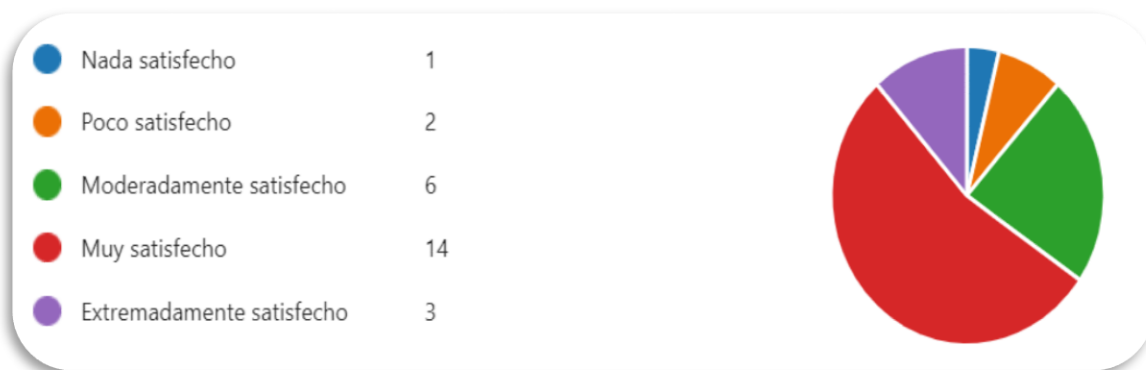 Nada satisfecho 1
Poco satisfecho 2
Moderadamente satisfecho 6
Muy satisfecho 14
Extremadamente satisfecho 3